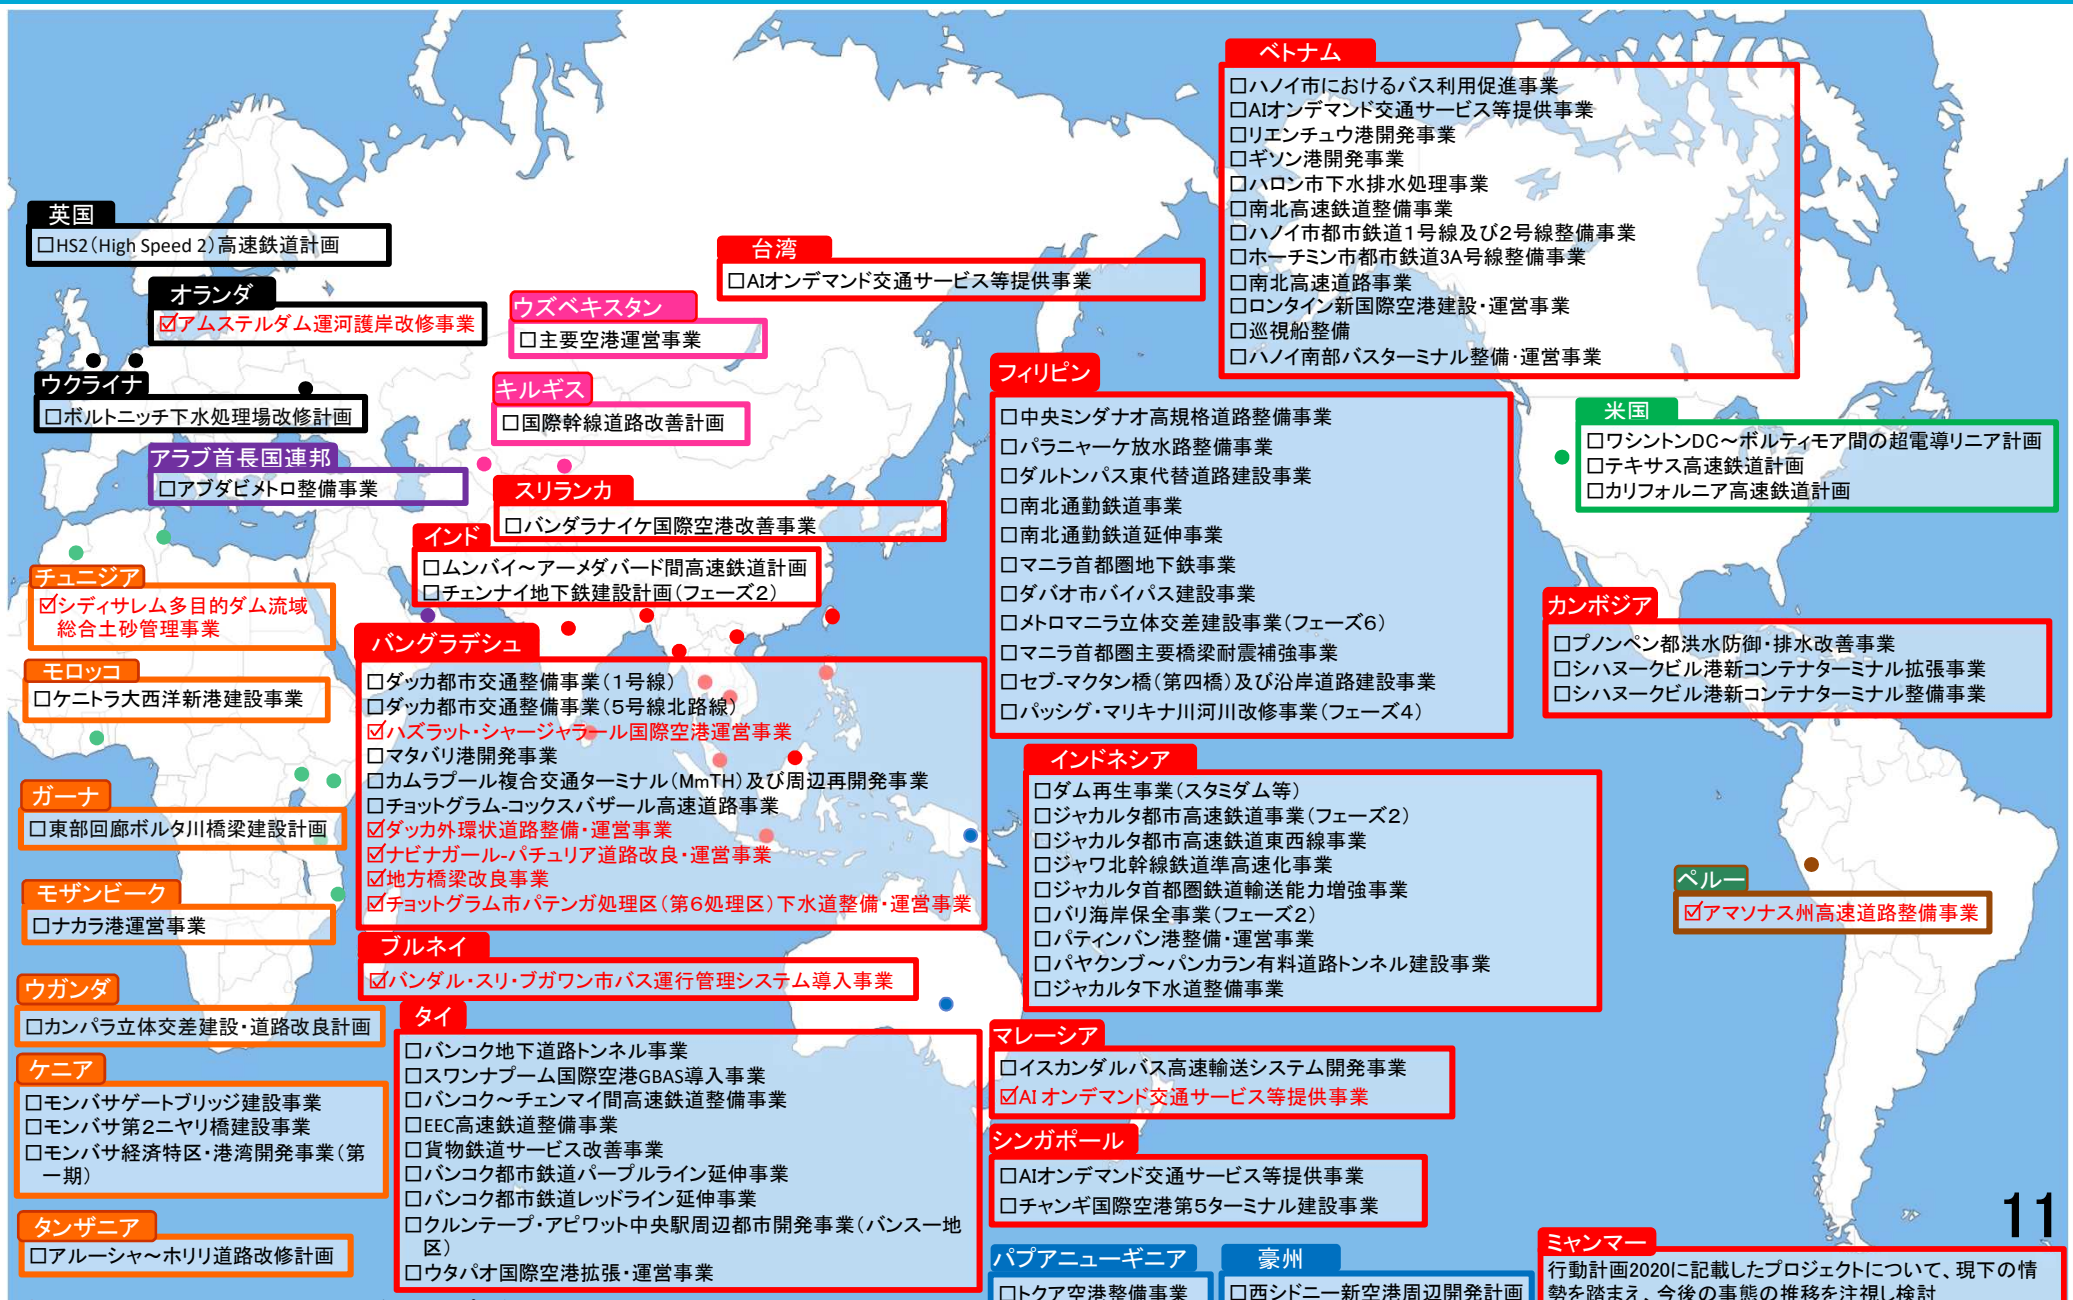 英国
□HS2(High Speed 2)高速鉄道計画
オランダ
☑アムステルダム運河護岸改修事業
ウクライナ
□ボルトニッチ下水処理場改修計画
アラブ首長国連邦
□アブダビメトロ整備事業
ウズベキスタン
□主要空港運営事業
キルギス
□国際幹線道路改善計画
台湾
□AIオンデマンド交通サービス等提供事業
スリランカ
□バンダラナイケ国際空港改善事業
インド
□ムンバイ～アーメダバード間高速鉄道計画
□チェンナイ地下鉄建設計画(フェーズ2)
ベトナム
□ハノイ市におけるバス利用促進事業
□AIオンデマンド交通サービス等提供事業
□リエンチュウ港開発事業
□ギソン港開発事業
□ハロン市下水排水処理事業
□南北高速鉄道整備事業
□ハノイ市都市鉄道1号線及び2号線整備事業
□ホーチミン市都市鉄道3A号線整備事業
□南北高速道路事業
□ロンタイン新国際空港建設・運営事業
□巡視船整備
□ハノイ南部バスターミナル整備・運営事業
フィリピン
□中央ミンダナオ高規格道路整備事業
□パラニャーケ放水路整備事業
□ダルトンパス東代替道路建設事業
□南北通勤鉄道事業
□南北通勤鉄道延伸事業
□マニラ首都圏地下鉄事業
□ダバオ市バイパス建設事業
□メトロマニラ立体交差建設事業(フェーズ6)
□マニラ首都圏主要橋梁耐震補強事業
□セブ-マクタン橋(第四橋)及び沿岸道路建設事業
□パッシグ・マリキナ川河川改修事業(フェーズ4)
米国
□ワシントンDC～ボルティモア間の超電導リニア計画
□テキサス高速鉄道計画
□カリフォルニア高速鉄道計画
カンボジア
□プノンペン都洪水防御・排水改善事業
□シハヌークビル港新コンテナターミナル拡張事業
□シハヌークビル港新コンテナターミナル整備事業
チュニジア
☑シディサレム多目的ダム流域
総合土砂管理事業
モロッコ
□ケニトラ大西洋新港建設事業
ガーナ
□東部回廊ボルタ川橋梁建設計画
モザンビーク
□ナカラ港運営事業
ウガンダ
□カンパラ立体交差建設・道路改良計画
ケニア
□モンバサゲートブリッジ建設事業
□モンバサ第2ニヤリ橋建設事業
□モンバサ経済特区・港湾開発事業(第
一期)
タンザニア
□アルーシャ～ホリリ道路改修計画
バングラデシュ
□ダッカ都市交通整備事業(1号線)
□ダッカ都市交通整備事業(5号線北路線)
☑ハズラット・シャージャラール国際空港運営事業
□マタバリ港開発事業
□カムラプール複合交通ターミナル(MmTH)及び周辺再開発事業
□チョットグラム-コックスバザール高速道路事業
☑ダッカ外環状道路整備・運営事業
☑ナビナガール-パチュリア道路改良・運営事業
☑地方橋梁改良事業
☑チョットグラム市パテンガ処理区(第6処理区)下水道整備・運営事業
ブルネイ
☑バンダル・スリ・ブガワン市バス運行管理システム導入事業
タイ
□バンコク地下道路トンネル事業
□スワンナプーム国際空港GBAS導入事業
□バンコク～チェンマイ間高速鉄道整備事業
□EEC高速鉄道整備事業
□貨物鉄道サービス改善事業
□バンコク都市鉄道パープルライン延伸事業
□バンコク都市鉄道レッドライン延伸事業
□クルンテープ・アピワット中央駅周辺都市開発事業(バンスー地
区)
□ウタパオ国際空港拡張・運営事業
インドネシア
□ダム再生事業(スタミダム等)
□ジャカルタ都市高速鉄道事業(フェーズ2)
□ジャカルタ都市高速鉄道東西線事業
□ジャワ北幹線鉄道準高速化事業
□ジャカルタ首都圏鉄道輸送能力増強事業
□バリ海岸保全事業(フェーズ2)
□パティンバン港整備・運営事業
□パヤクンブ～パンカラン有料道路トンネル建設事業
□ジャカルタ下水道整備事業
ペルー
☑アマソナス州高速道路整備事業
マレーシア
□イスカンダルバス高速輸送システム開発事業
☑AI オンデマンド交通サービス等提供事業
シンガポール
□AIオンデマンド交通サービス等提供事業
□チャンギ国際空港第5ターミナル建設事業
パプアニューギニア
□トクア空港整備事業
豪州
□西シドニー新空港周辺開発計画
ミャンマー
行動計画2020に記載したプロジェクトについて、現下の情
勢を踏まえ、今後の事態の推移を注視し検討
11